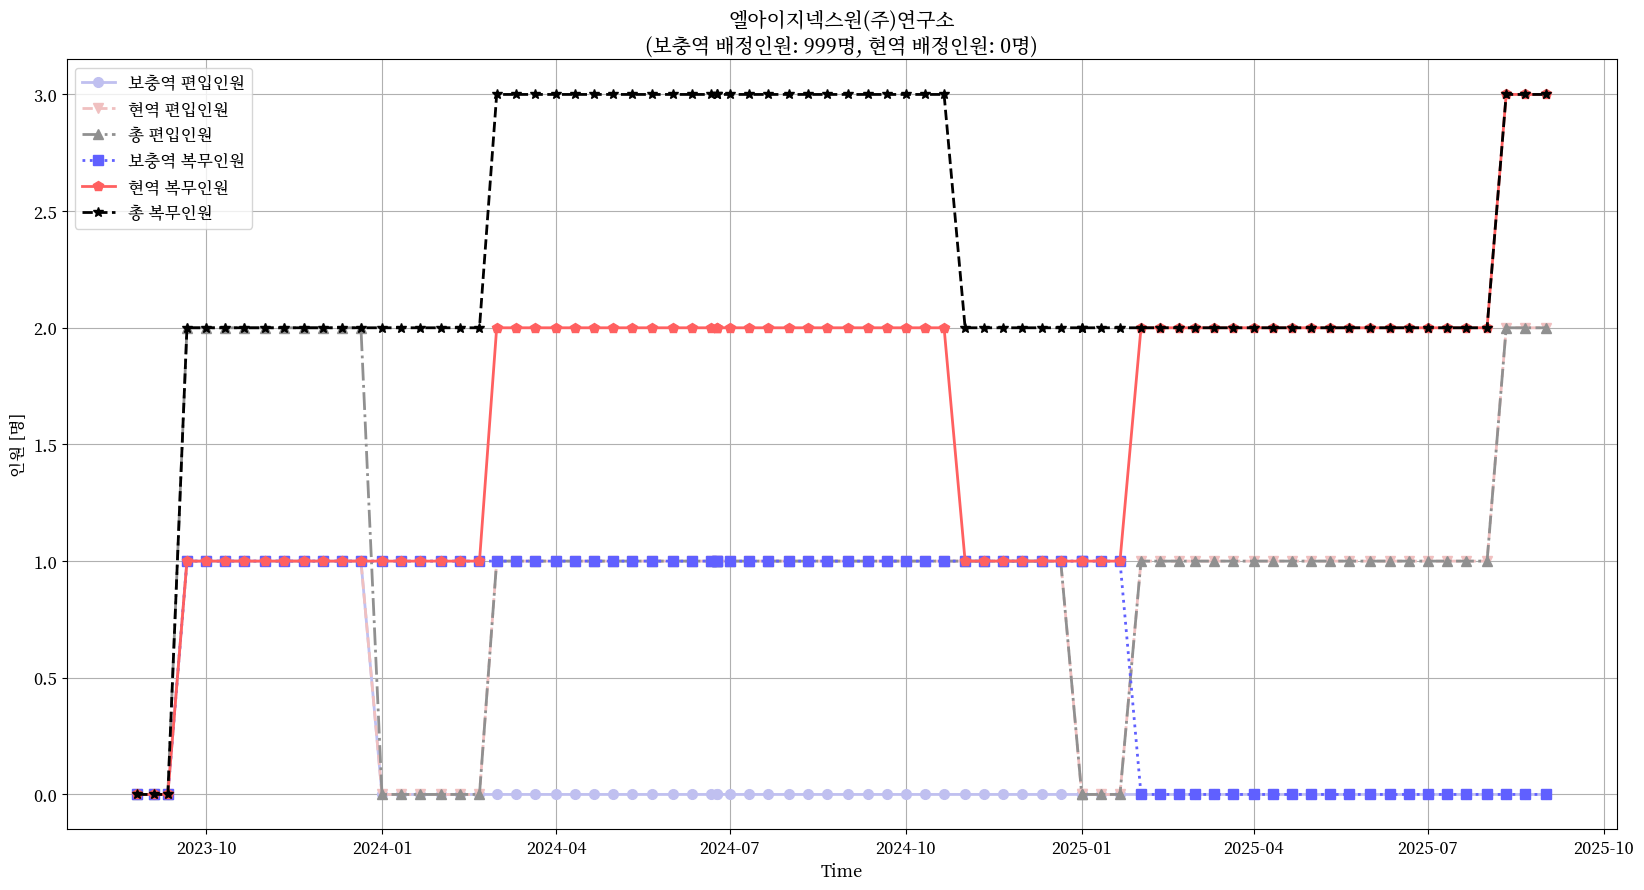 엘아이지넥스원(주)연구소
(보충역 배정인원: 999명, 현역 배정인원: 0명)
보충역 편입인원
현역 편입인원
총 편입인원
보충역 복무인원
현역 복무인원
총 복무인원
인원 [명]
3.0
2.5
2.0
1.5
1.0
0.5
0.0
2023-10
2024-01
2024-04
2024-07
2024-10
2025-01
2025-04
2025-07
2025-10
Time